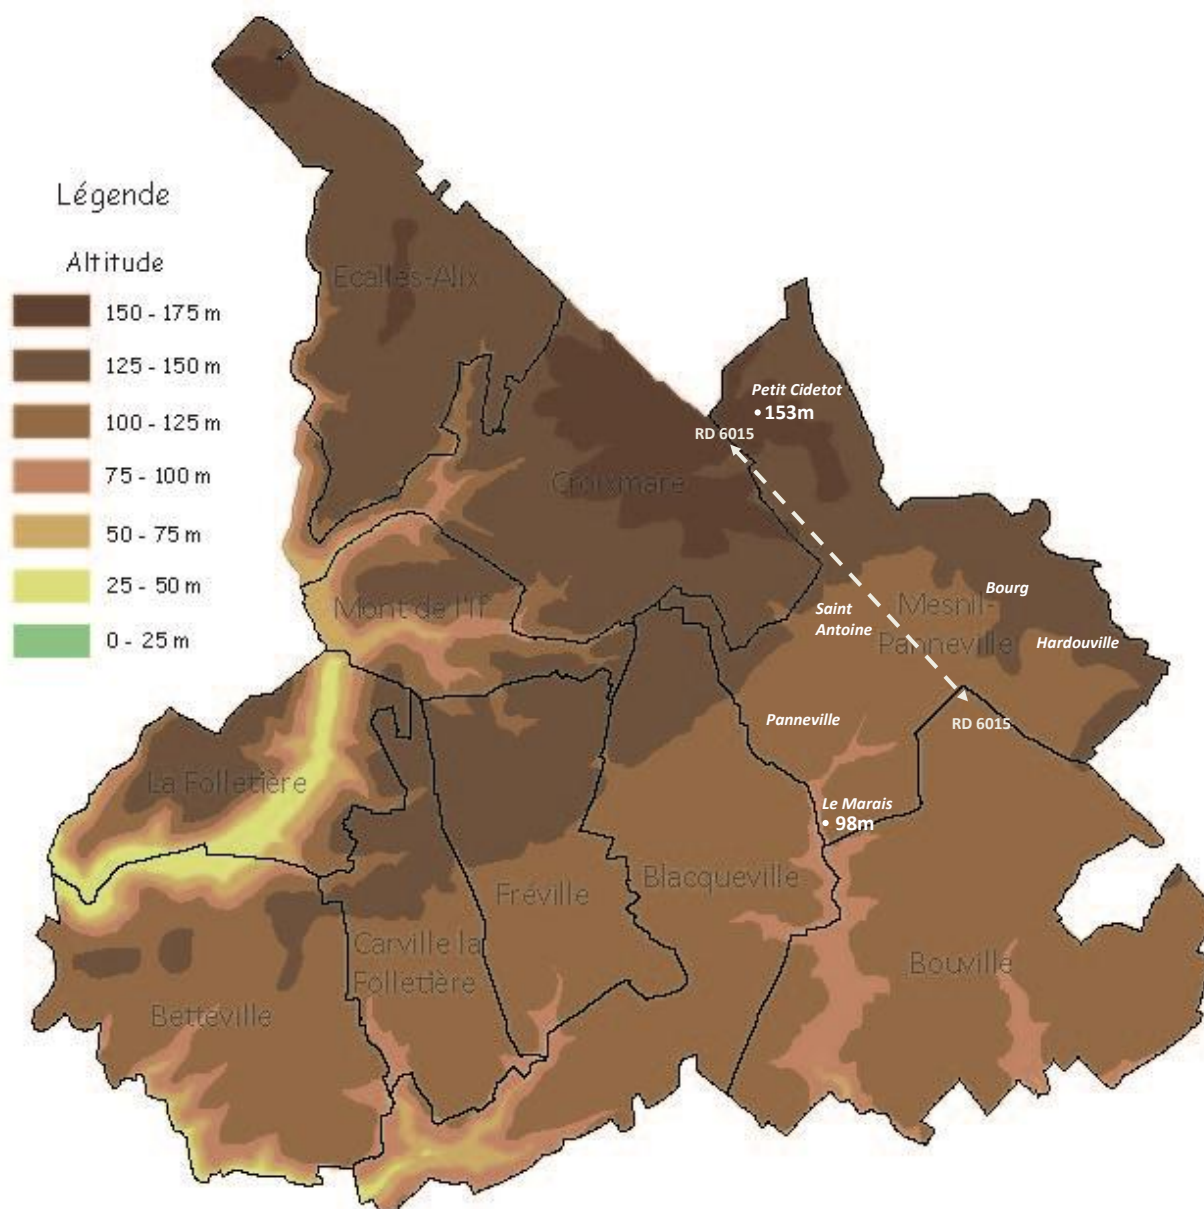 Légende
Altitude
150 - 175 m
125 - 150 m
100 - 125 m
75 - 100 m
50 - 75 m
25 - 50 m
0 - 25 m
Ecalles-Alix
Petit Cidetot
• 153m
RD 6015
Croixmare
Mont de l'If
Bourg
Saint
Antoine
Mesnil-
Panneville
Hardouville
Panneville
RD 6015
La Folletière
Le Marais
• 98m
Blacqueville
Fréville
Carville la
Folletière
Bouville
Betteville